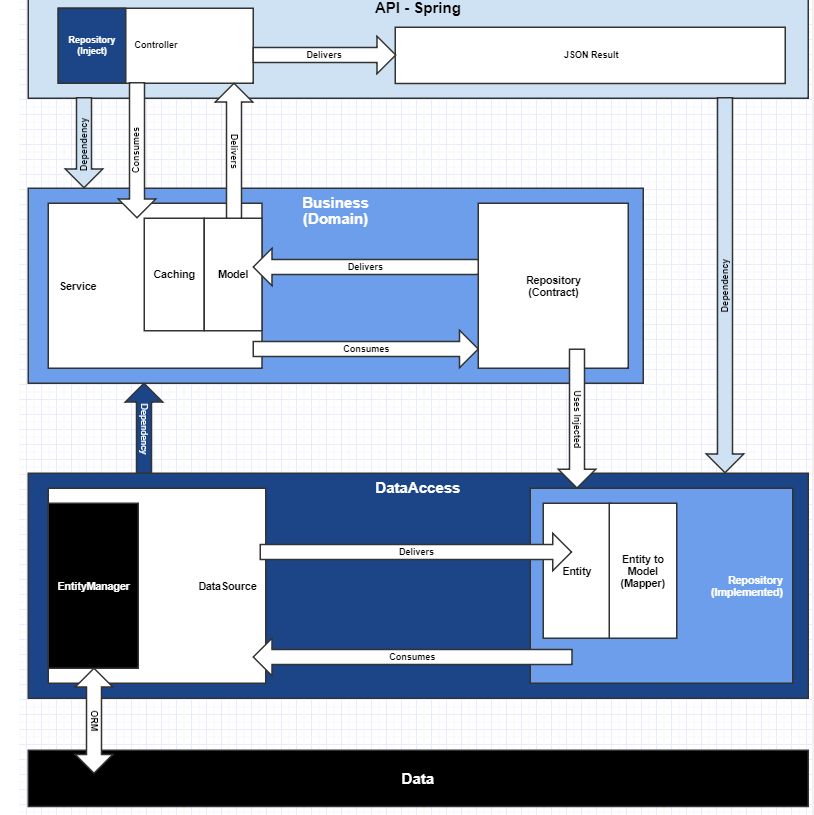 API - Spring
Repository
(Inject)
Controller
Delivers
JSON Result
Dependency
Consumes
Delivers
Dependency
Business
(Domain)
Service
Caching
Model
Delivers
Repository
(Contract)
Consumes
Dependency
Uses Injected
DataAccess
EntityManager
DataSource
Delivers
Entity
Entity to
Model
(Mapper)
Repository
(Implemented)
Consumes
ORM
Data